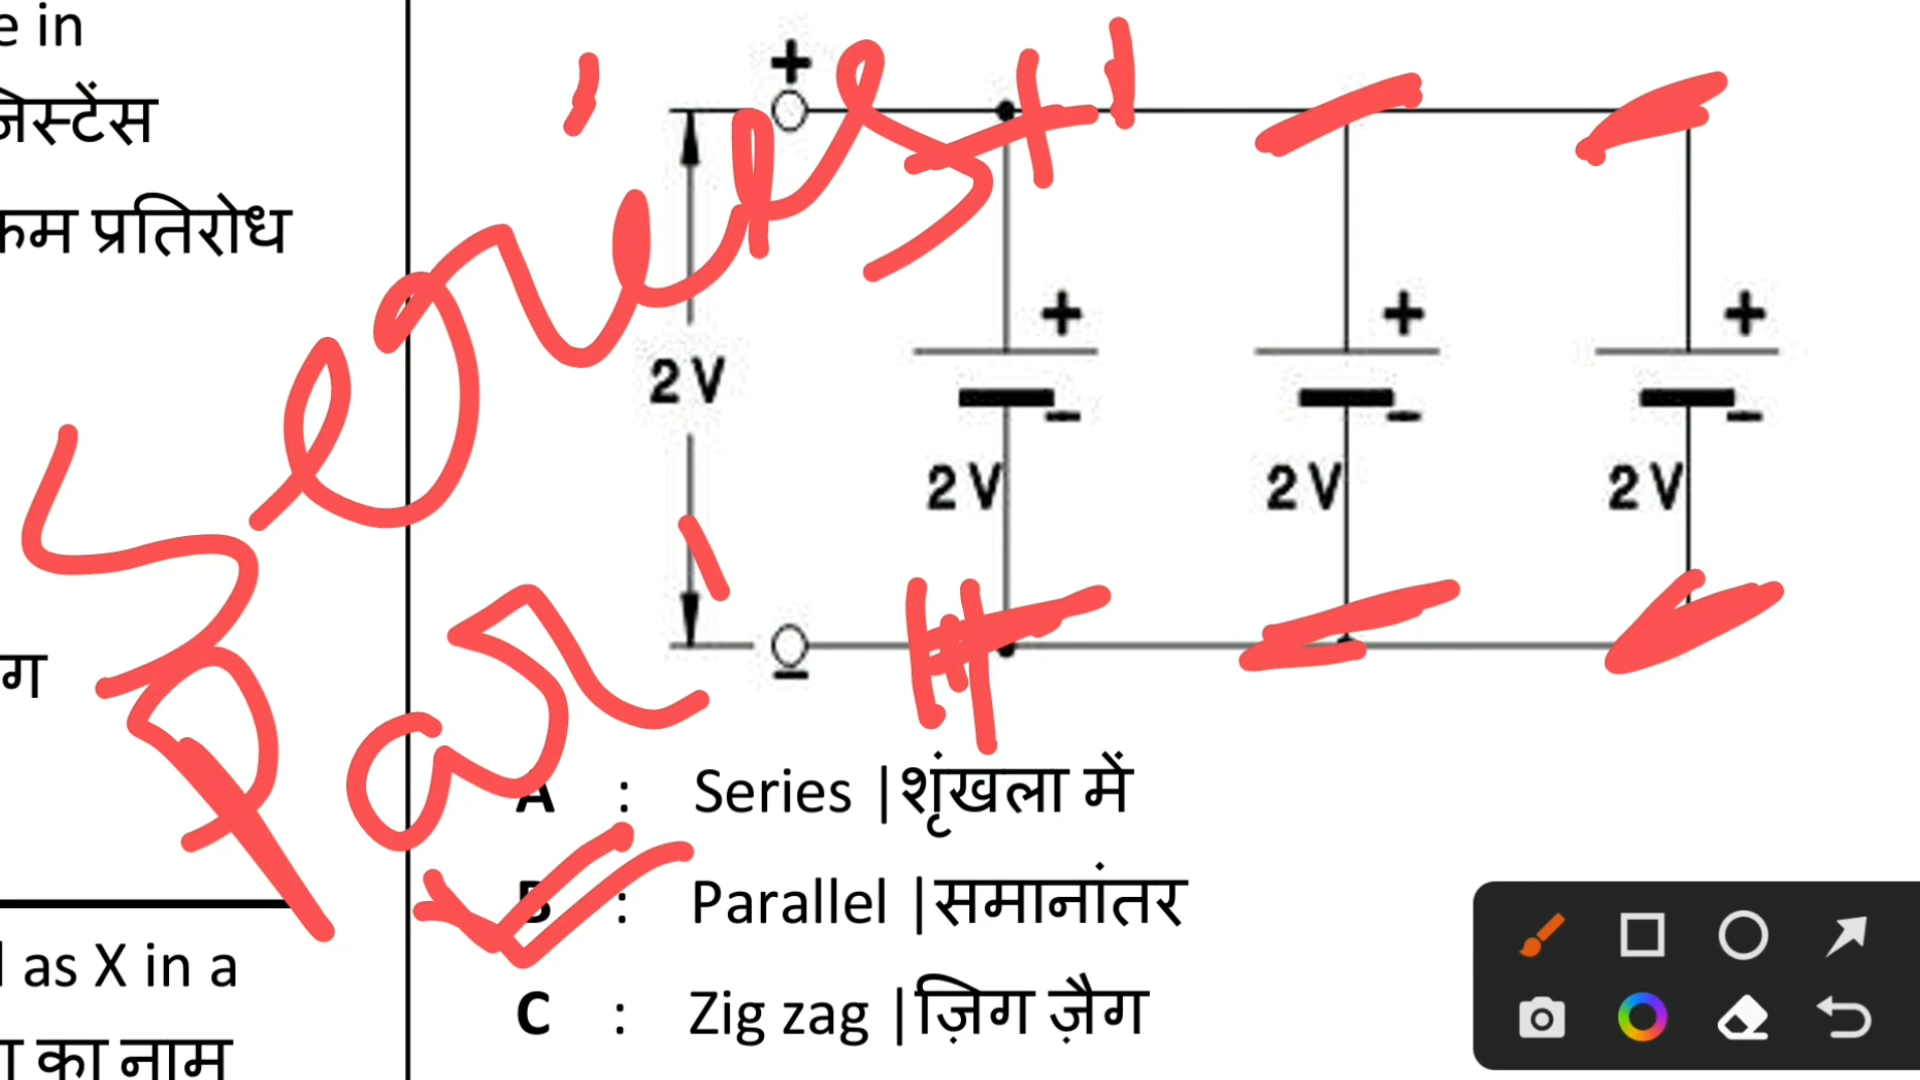 e in
जिस्टेंस
कम प्रतिरोध
ग
as X in a
का नाम
Series
Par
+
2 V
+ + +
- - -
2 V 2 V 2 V
-
A : Series |शृंखला में
B : Parallel |समानांतर
C : Zig zag |ज़िग ज़ैग